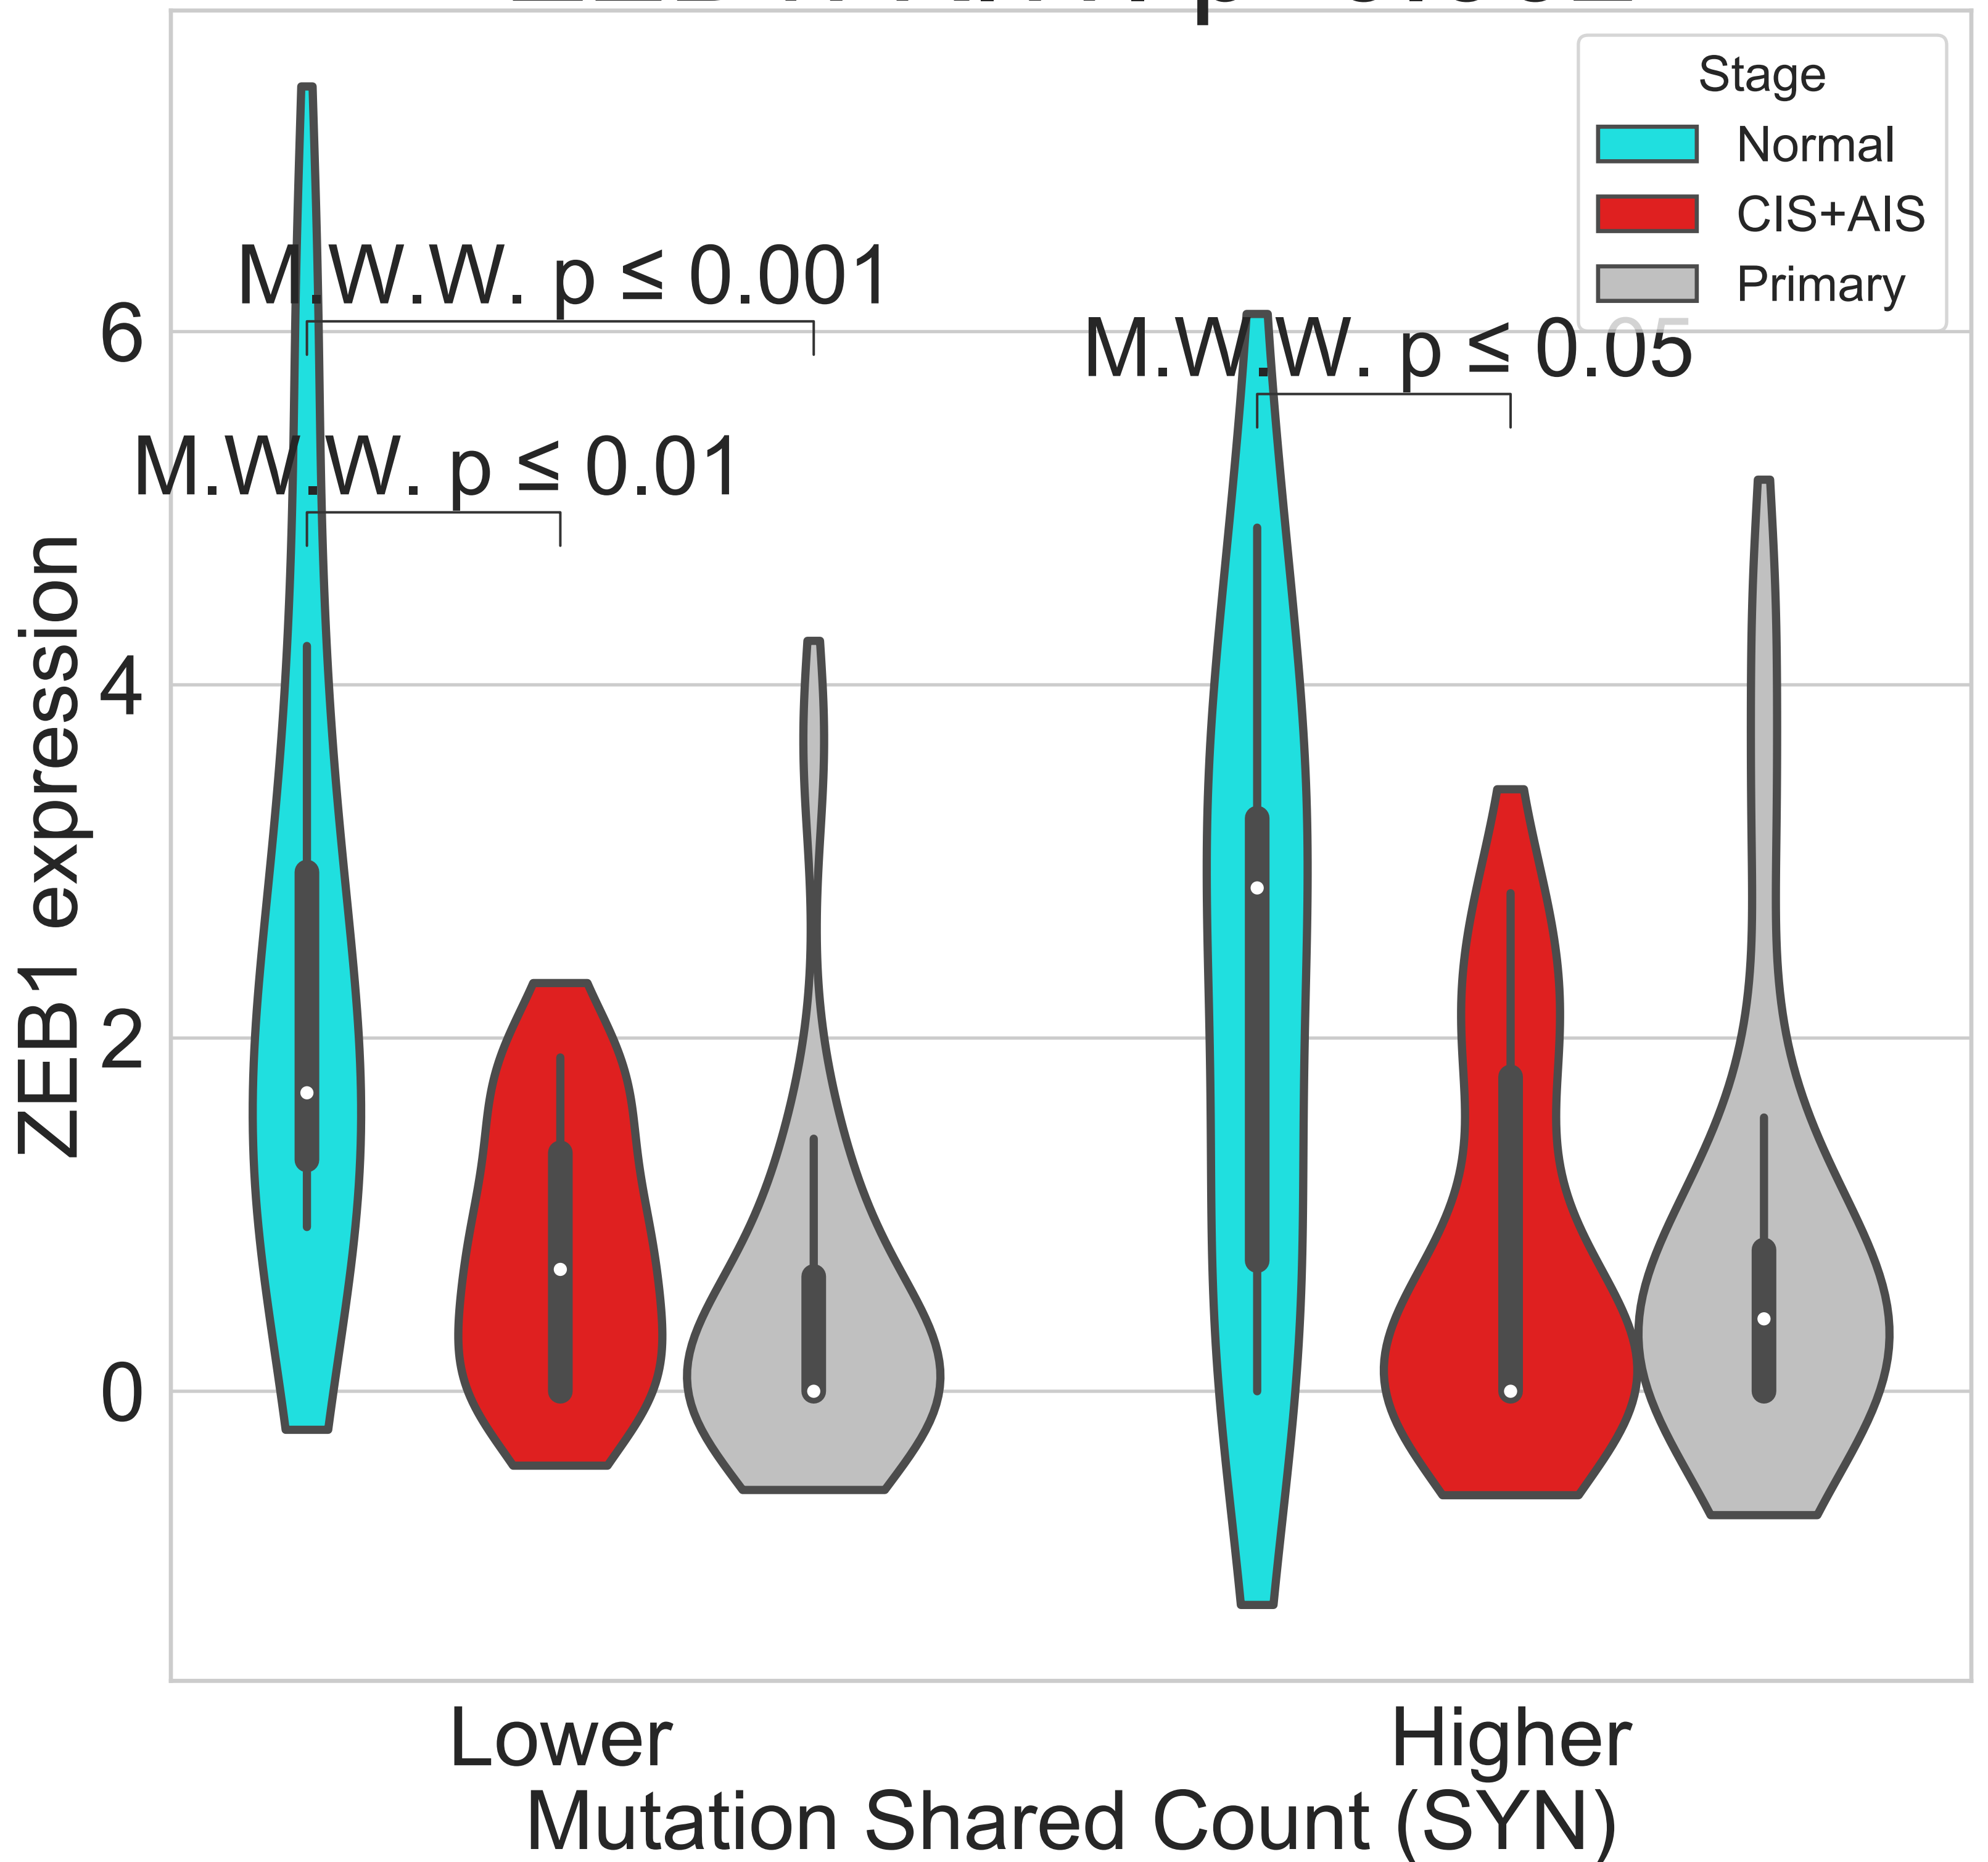 Stage
Normal
CIS+AIS
Primary
M.W.W. p ≤ 0.001
M.W.W. p ≤ 0.05
M.W.W. p ≤ 0.01
6
4
2
0
ZEB1 expression
Lower
Higher
Mutation Shared Count (SYN)